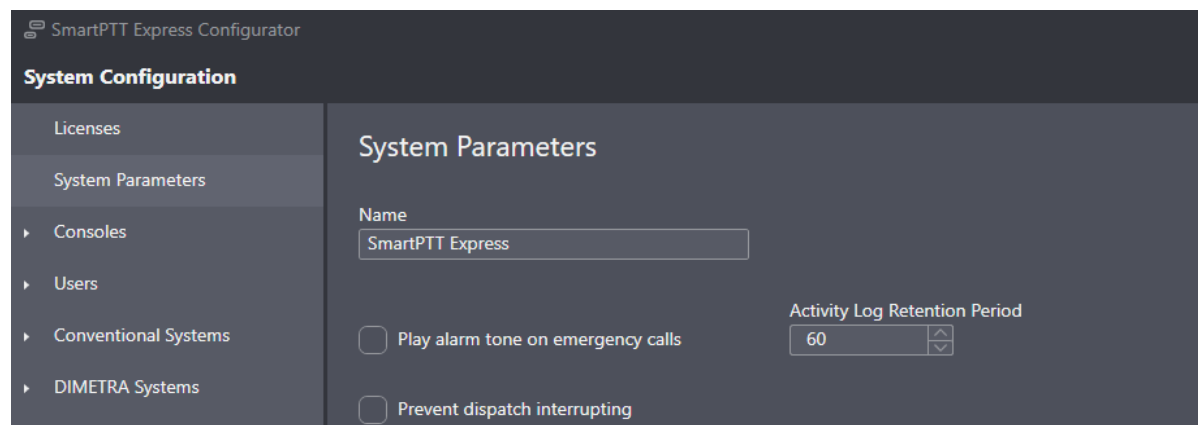 SmartPTT Express Configurator
System Configuration
Licenses
System Parameters
Consoles
Users
Conventional Systems
DIMETRA Systems
System Parameters
Name
SmartPTT Express
Activity Log Retention Period
Play alarm tone on emergency calls
60
Prevent dispatch interrupting